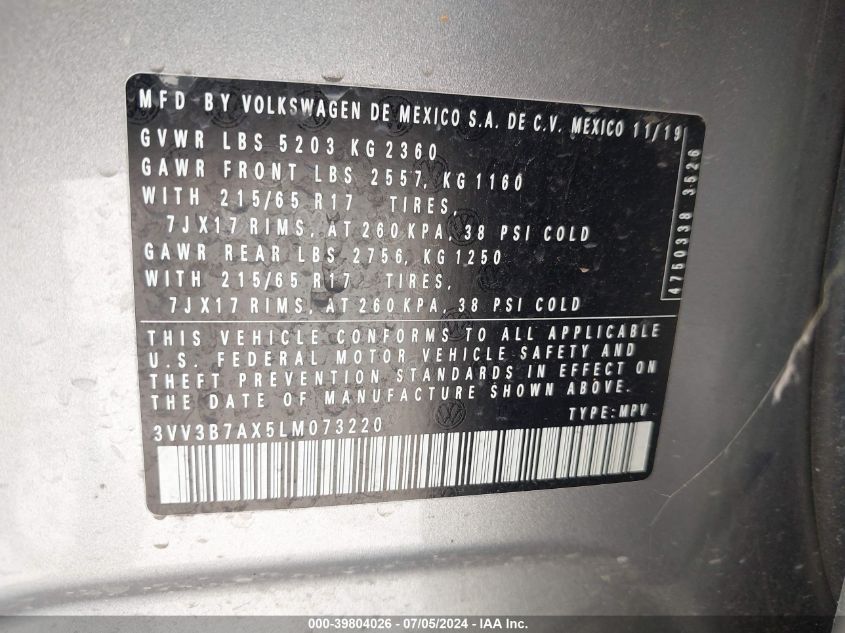 MFD BY VOLKSWAGEN DE MEXICO S.A. DE C.V. MEXICO 11/19
GVWR LBS 5203 KG 2360
GAWR FRONT LBS 2557, KG 1160
WITH 215/65 R17 TIRES,
7JX17 RIMS, AT 260 KPA, 38 PSI COLD
GAWR REAR LBS 2756, KG 1250
WITH 215/65 R17 TIRES,
7JX17 RIMS, AT 260 KPA, 38 PSI COLD
4750338 3526
THIS VEHICLE CONFORMS TO ALL APPLICABLE
U.S. FEDERAL MOTOR VEHICLE SAFETY AND
THEFT PREVENTION STANDARDS IN EFFECT ON
THE DATE OF MANUFACTURE SHOWN ABOVE.
TYPE: MPV
3VV3B7AX5LM073220
000-39804026 - 07/05/2024 - IAA Inc.